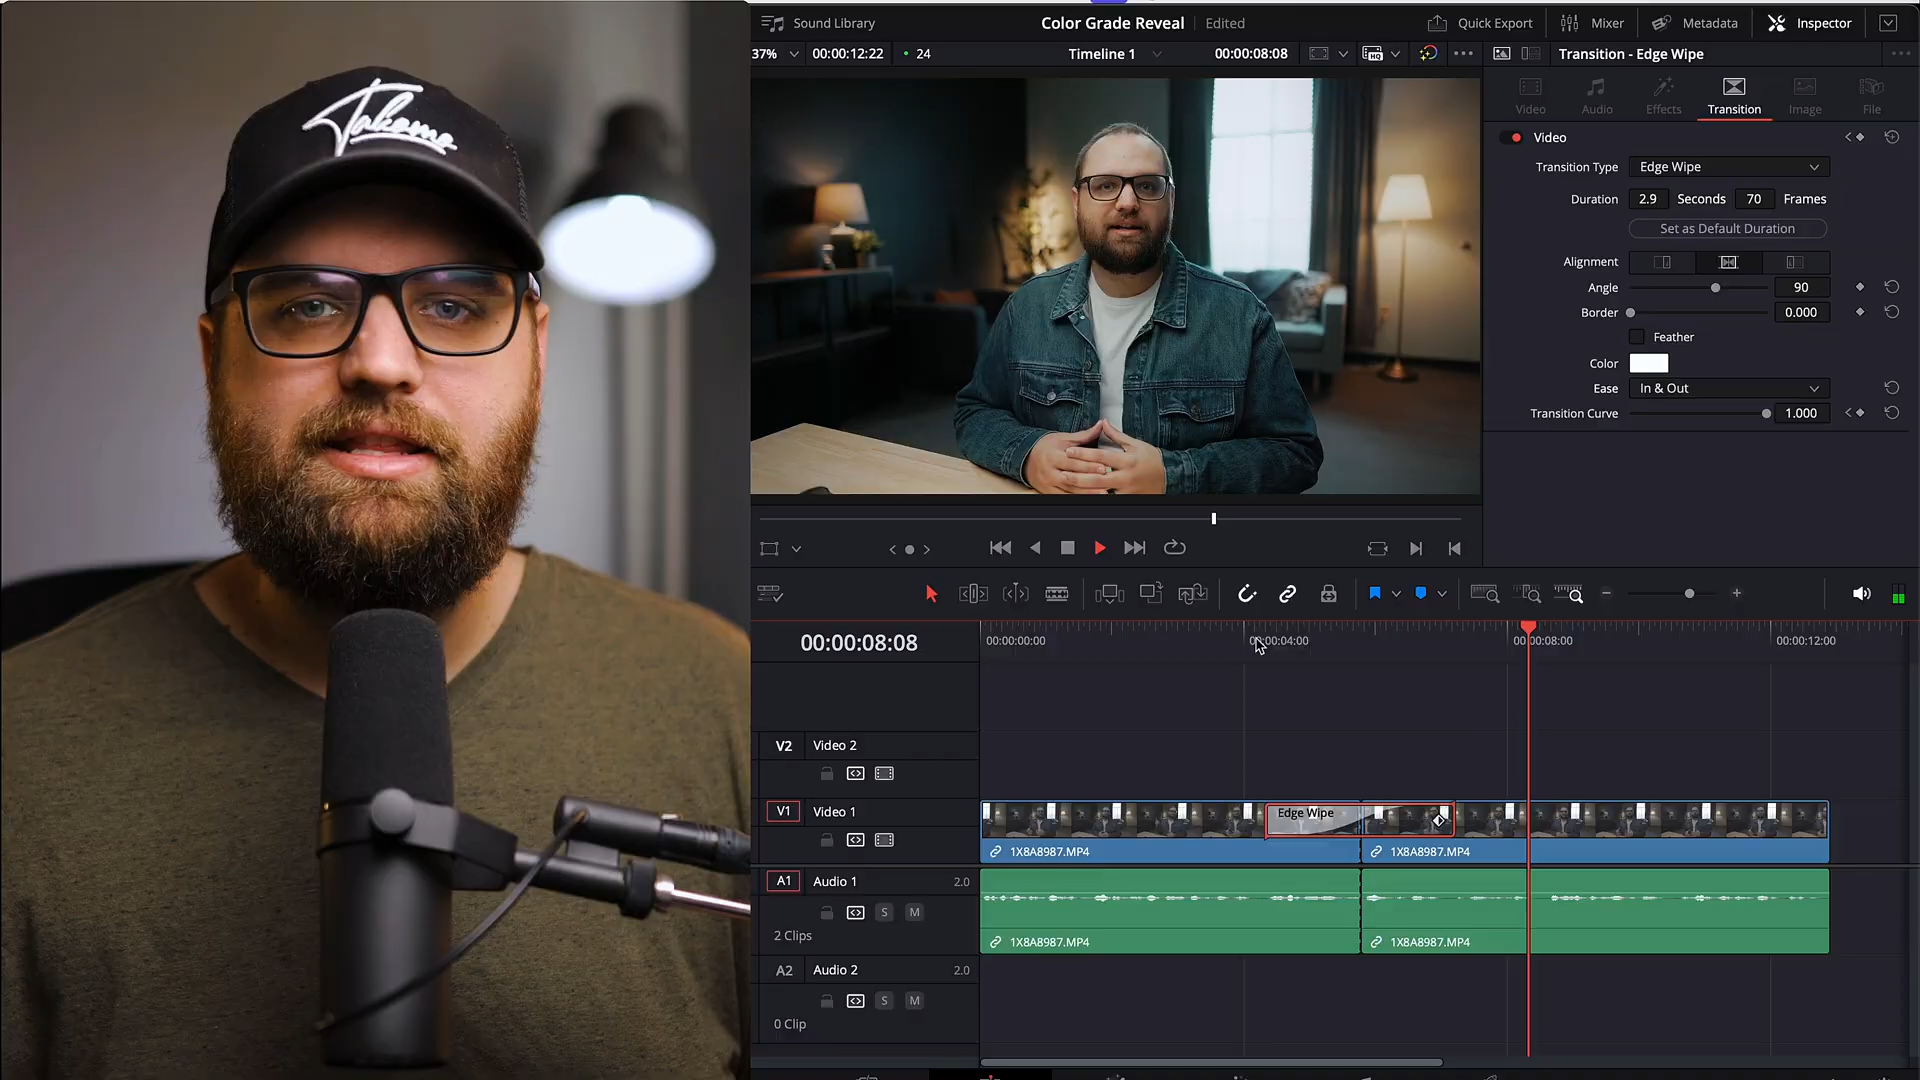 Takomo
Sound Library
Color Grade Reveal Edited
Quick Export
Mixer
Metadata
Inspector
37% 00:00:12:22 24
Timeline 1
00:00:08:08
Transition - Edge Wipe
Video Audio Effects Transition Image File
Video
Transition Type Edge Wipe
Duration 2.9 Seconds 70 Frames
Set as Default Duration
Alignment
Angle 90
Border 0.000
Feather
Color
Ease In & Out
Transition Curve 1.000
00:00:08:08
00:00:00:00 00:00:04:00 00:00:08:00 00:00:12:00
V2 Video 2
V1 Video 1
Edge Wipe
1X8A8987.MP4 1X8A8987.MP4
A1 Audio 1 2.0
S M
2 Clips
1X8A8987.MP4 1X8A8987.MP4
A2 Audio 2 2.0
S M
0 Clip